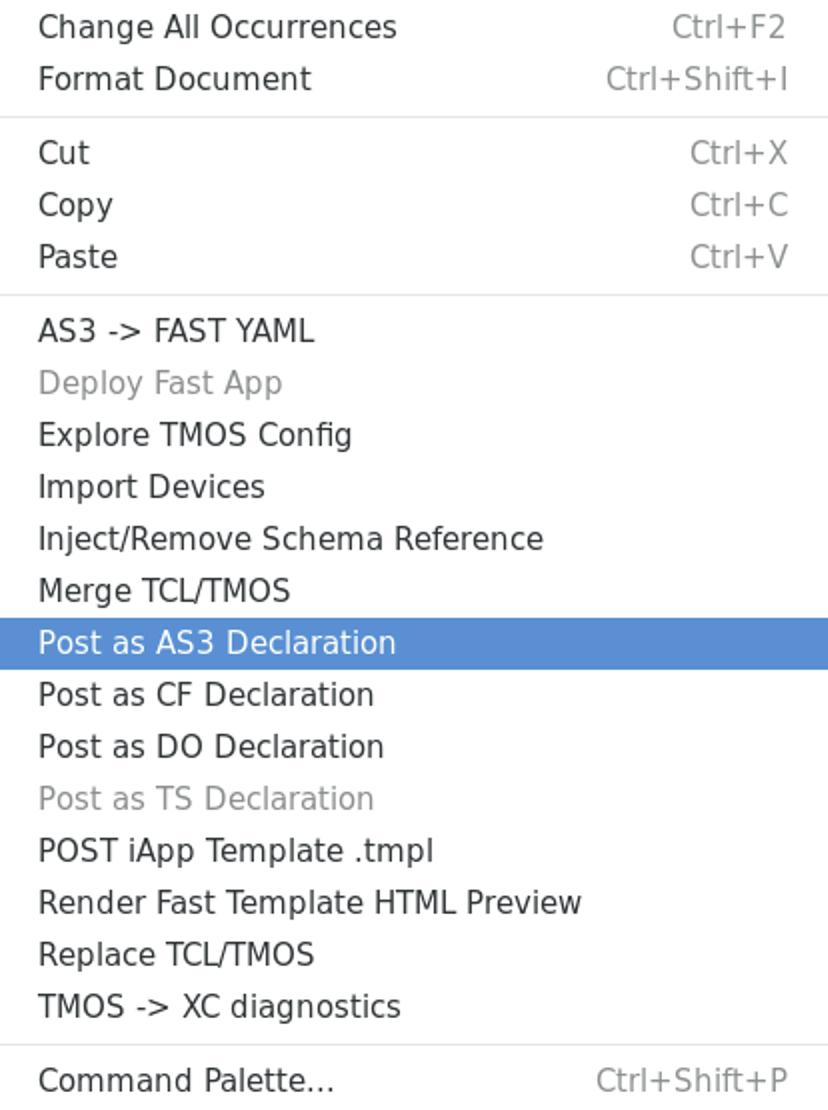 Change All Occurrences Ctrl+F2
Format Document Ctrl+Shift+I
Cut Ctrl+X
Copy Ctrl+C
Paste Ctrl+V
AS3 -> FAST YAML
Deploy Fast App
Explore TMOS Config
Import Devices
Inject/Remove Schema Reference
Merge TCL/TMOS
Post as AS3 Declaration
Post as CF Declaration
Post as DO Declaration
Post as TS Declaration
POST iApp Template .tmpl
Render Fast Template HTML Preview
Replace TCL/TMOS
TMOS -> XC diagnostics
Command Palette... Ctrl+Shift+P